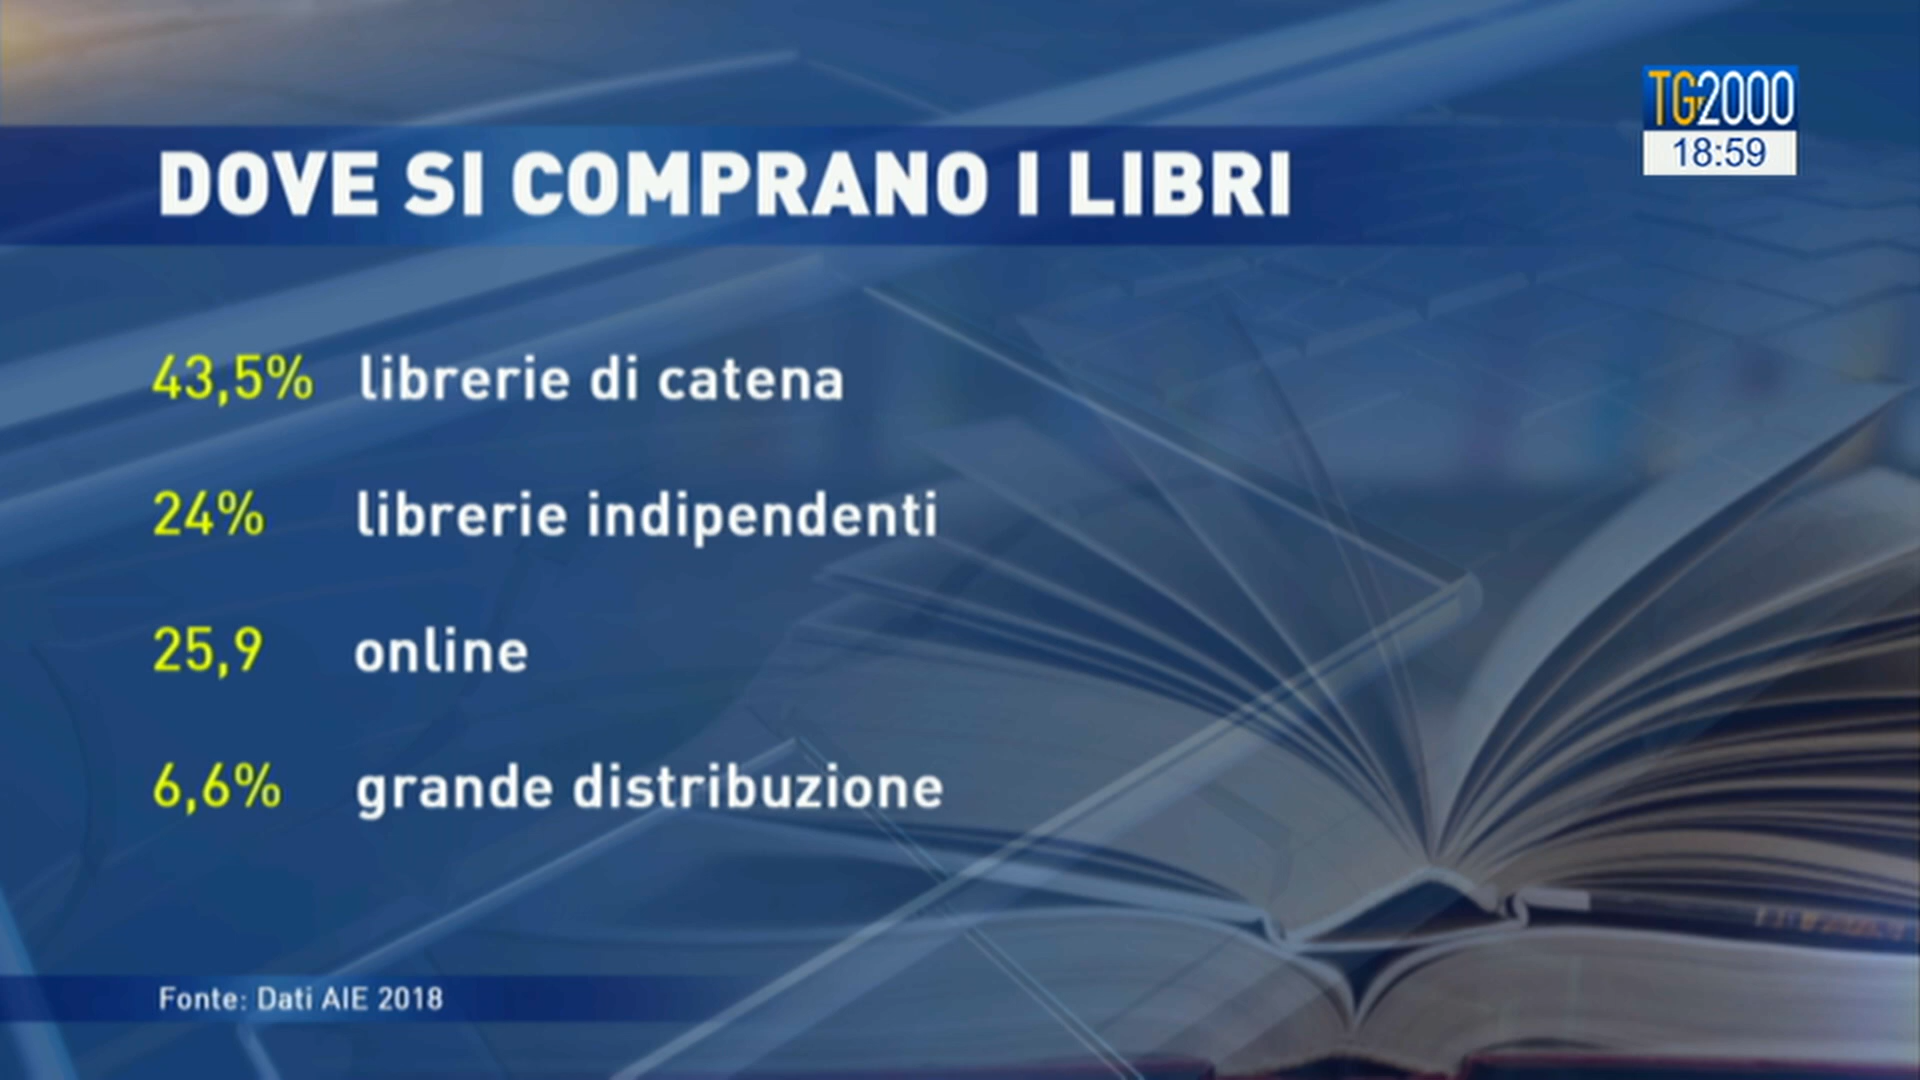 TG2000
18:59
DOVE SI COMPRANO I LIBRI
43,5% librerie di catena
24% librerie indipendenti
25,9 online
6,6% grande distribuzione
Fonte: Dati AIE 2018